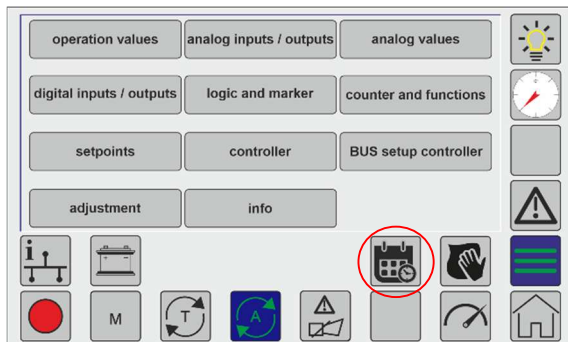 operation values
analog inputs / outputs
analog values
digital inputs / outputs
logic and marker
counter and functions
setpoints
controller
BUS setup controller
adjustment
info
i
M
T
A